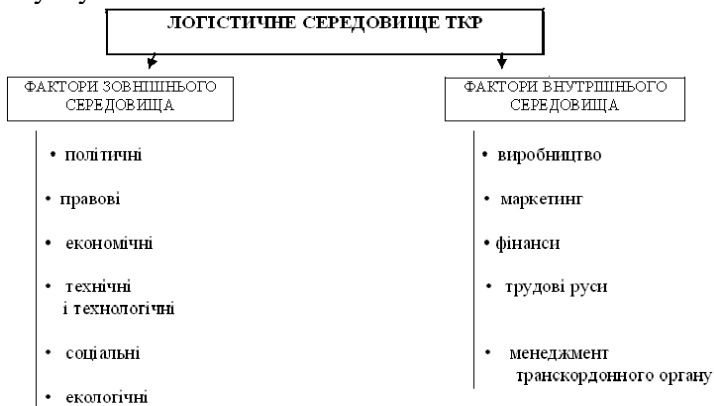 ЛОГІСТИЧНЕ СЕРЕДОВИЩЕ ТКР
ФАКТОРИ ЗОВНІШНЬОГО
СЕРЕДОВИЩА
• політичні
• правові
• економічні
• технічні
і технологічні
• соціальні
• екологічні
ФАКТОРИ ВНУТРІШНЬОГО
СЕРЕДОВИЩА
• виробництво
• маркетинг
• фінанси
• трудові руси
• менеджмент
транскордонного органу